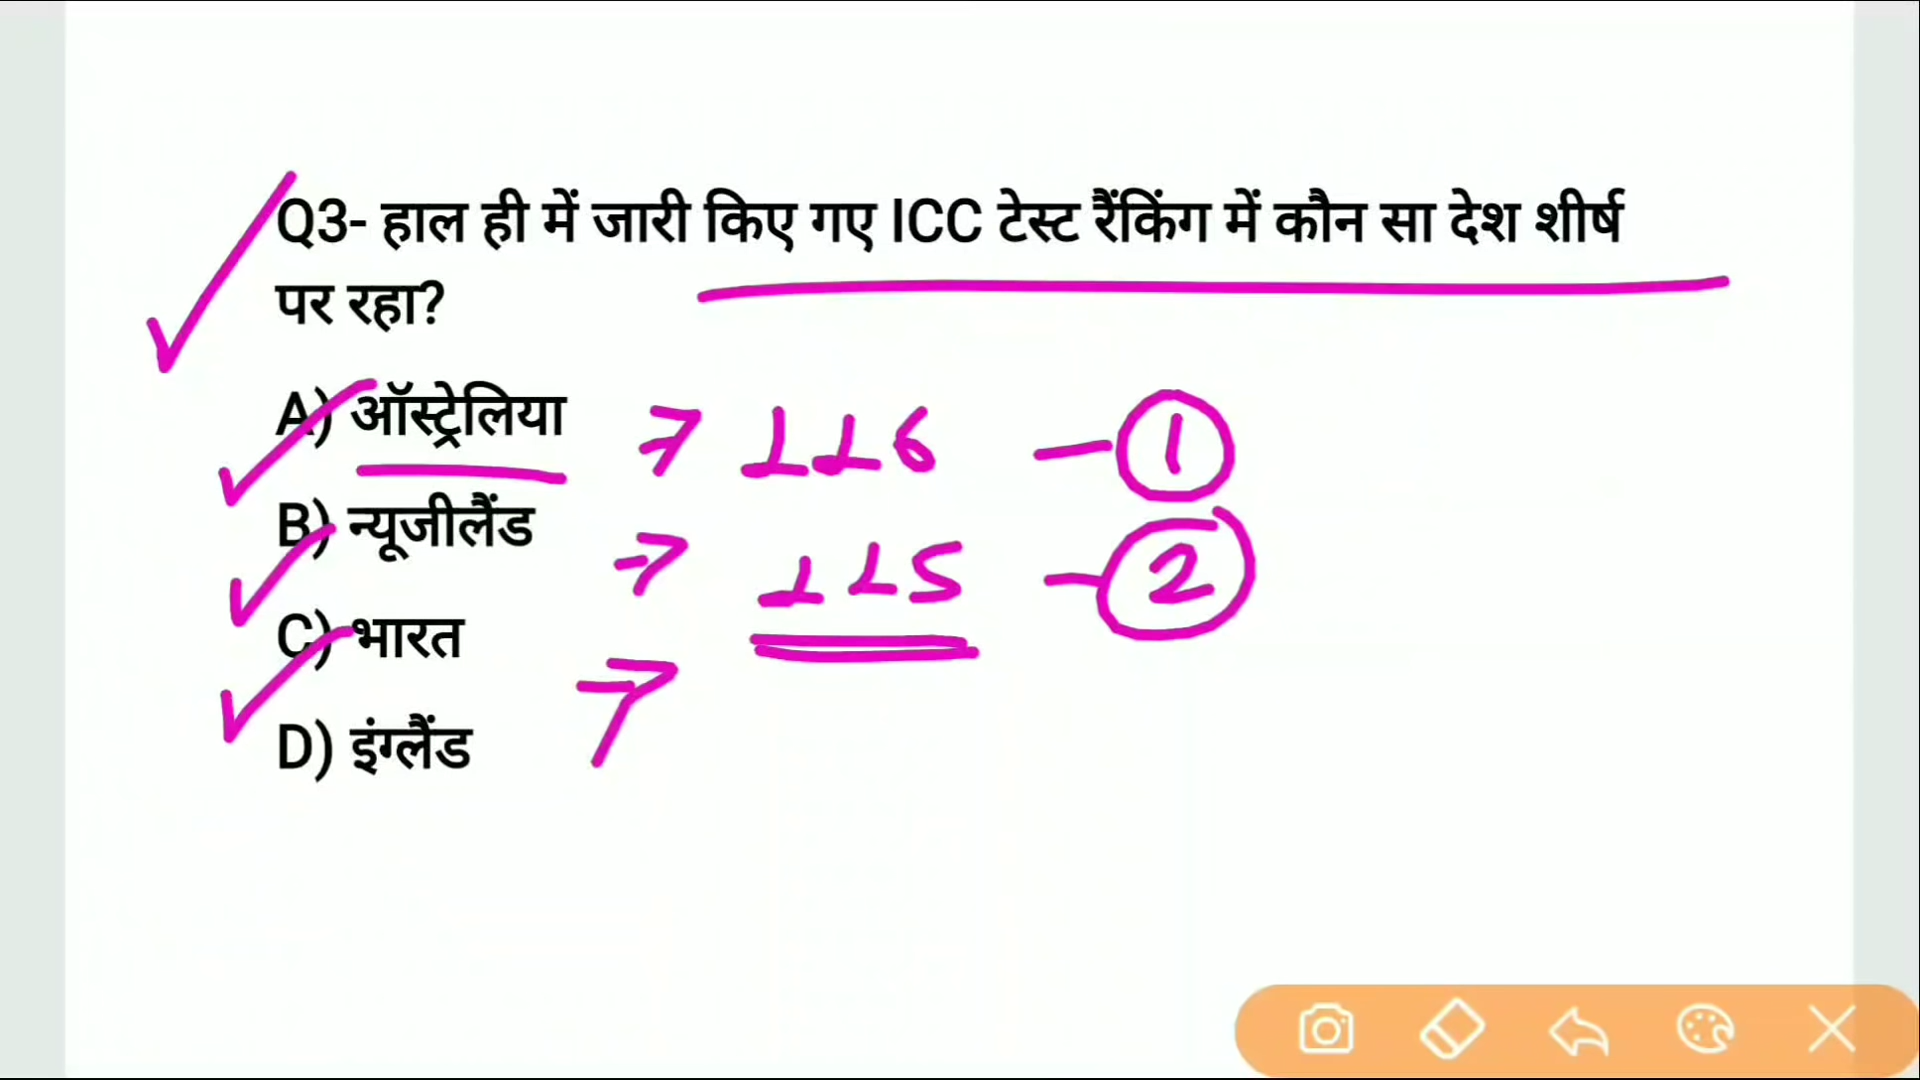 Q3- हाल ही में जारी किए गए ICC टेस्ट रैंकिंग में कौन सा देश शीर्ष
पर रहा?
A) ऑस्ट्रेलिया → 116 - 1
B) न्यूजीलैंड → 115 - 2
C) भारत →
D) इंग्लैंड